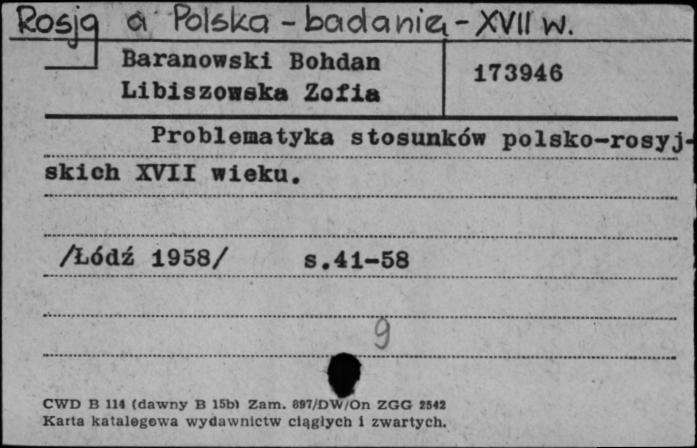 Rosja a Polska - badania - XVII w.
Baranowski Bohdan
173946
Libiszowska Zofia
Problematyka stosunków polsko-rosyj-
skich XVII wieku.
/Łódź 1958/ s.41-58
9
CWD B 114 (dawny B 15b) Zam. 897/DW/On ZGG 2542
Karta katalogowa wydawnictw ciągłych i zwartych.